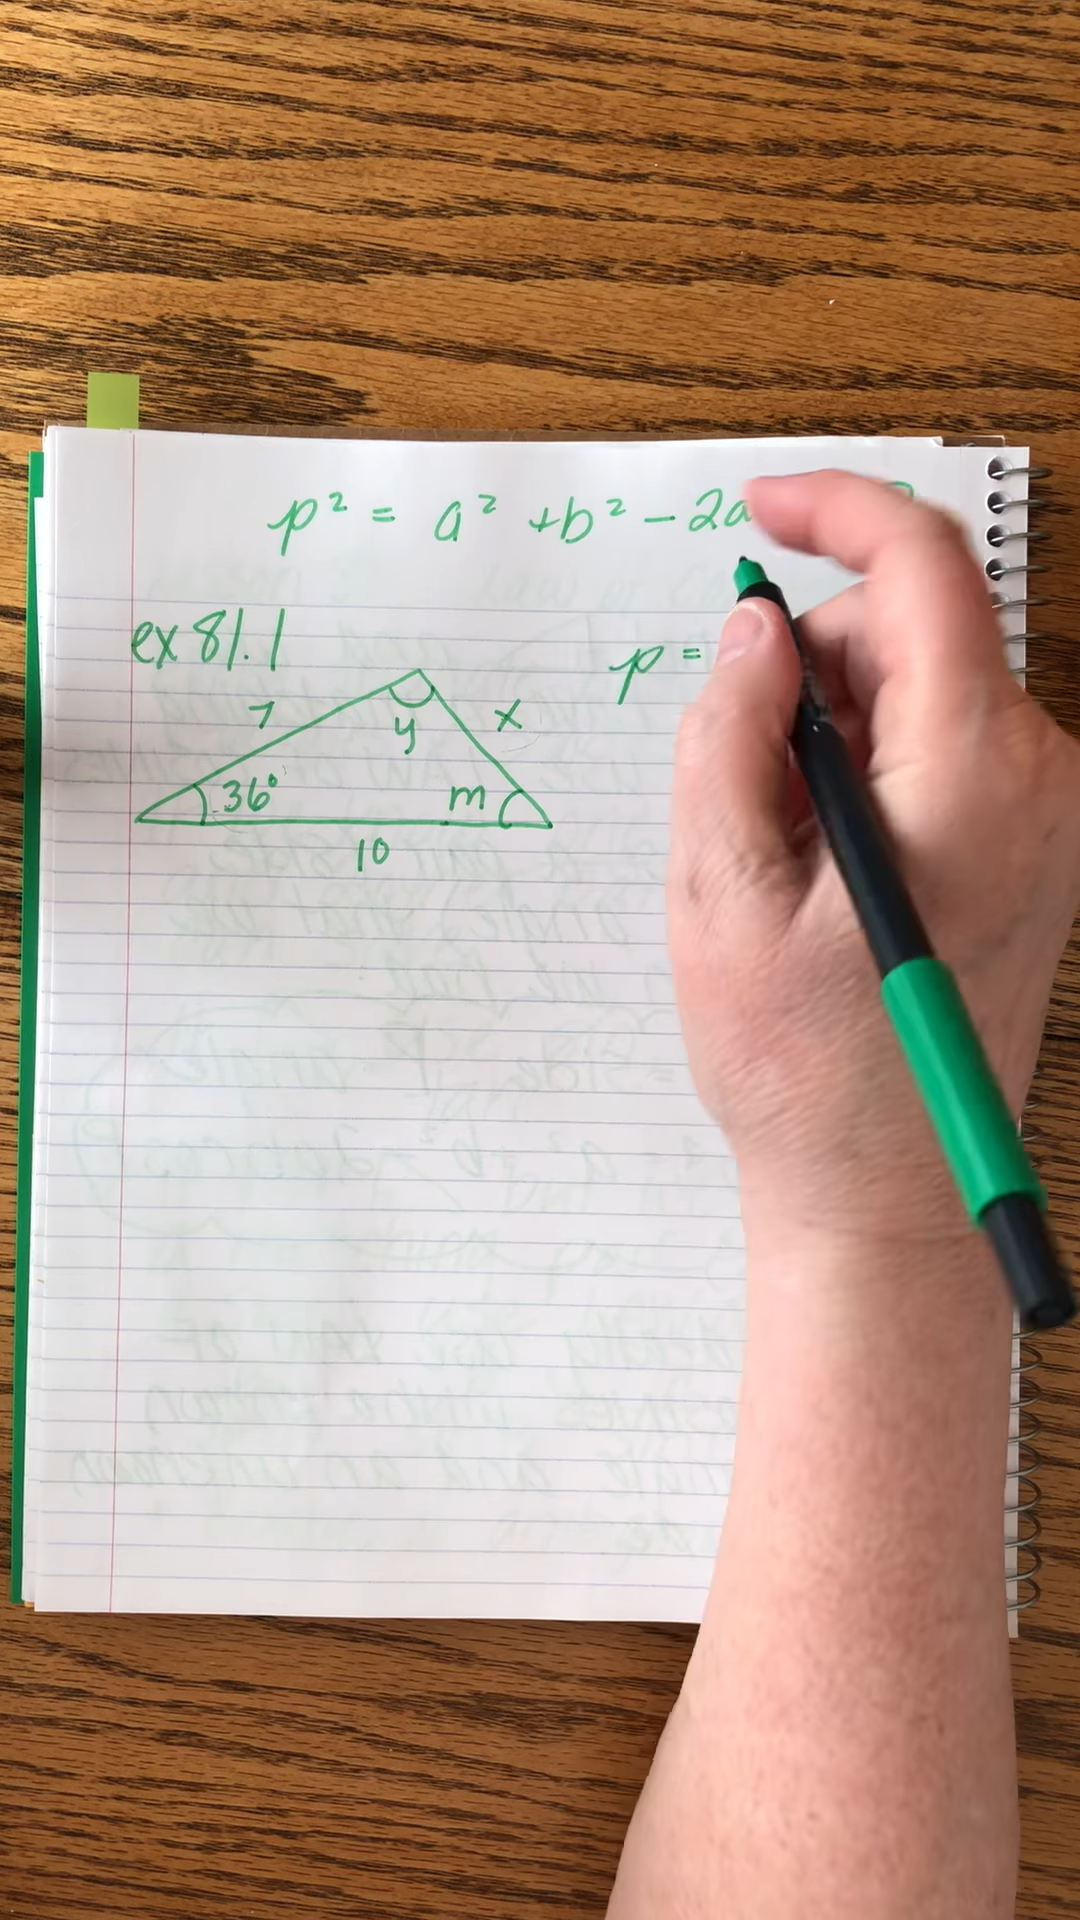 p² = a² + b² - 2a
ex 81.1
p =
7
x
y
36°
m
10